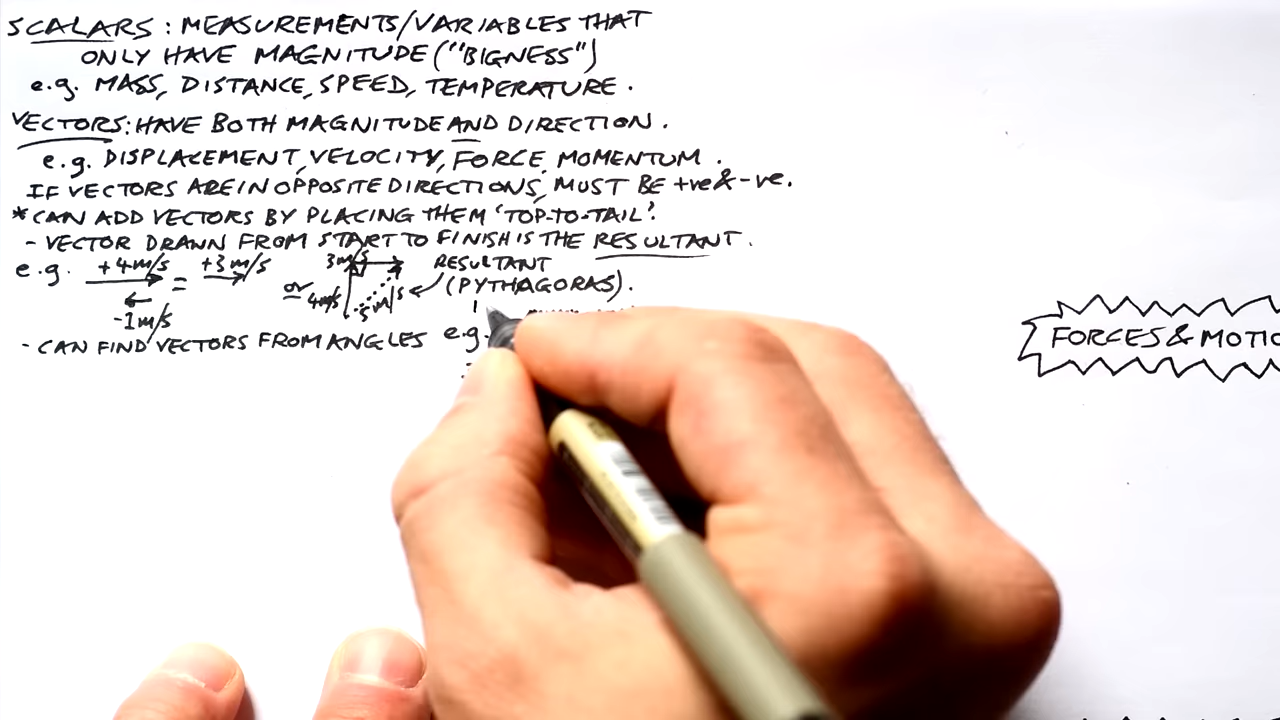 SCALARS: MEASUREMENTS/VARIABLES THAT
ONLY HAVE MAGNITUDE ("BIGNESS")
e.g. MASS, DISTANCE, SPEED, TEMPERATURE.
VECTORS: HAVE BOTH MAGNITUDE AND DIRECTION.
e.g. DISPLACEMENT, VELOCITY, FORCE, MOMENTUM.
IF VECTORS ARE IN OPPOSITE DIRECTIONS, MUST BE +ve & -ve.
*CAN ADD VECTORS BY PLACING THEM 'TOP-TO-TAIL'.
- VECTOR DRAWN FROM START TO FINISH IS THE RESULTANT.
e.g. +4m/s = +3m/s
-1m/s
or 4m/s 3m/s 5m/s
RESULTANT
(PYTHAGORAS).
- CAN FIND VECTORS FROM ANGLES e.g.
FORCES & MOTIO